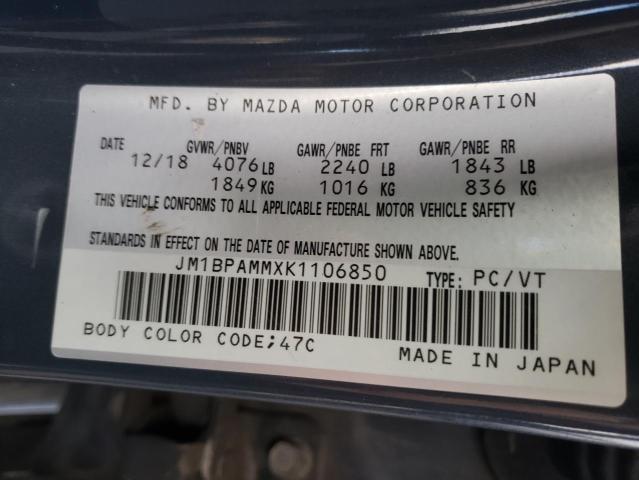 MFD. BY MAZDA MOTOR CORPORATION
DATE GVWR/PNBV GAWR/PNBE FRT GAWR/PNBE RR
12/18 4076 LB 2240 LB 1843 LB
1849 KG 1016 KG 836 KG
THIS VEHICLE CONFORMS TO ALL APPLICABLE FEDERAL MOTOR VEHICLE SAFETY
STANDARDS IN EFFECT ON THE DATE OF MANUFACTURE SHOWN ABOVE.
JM1BPAMMXK1106850 TYPE: PC/VT
BODY COLOR CODE;47C MADE IN JAPAN